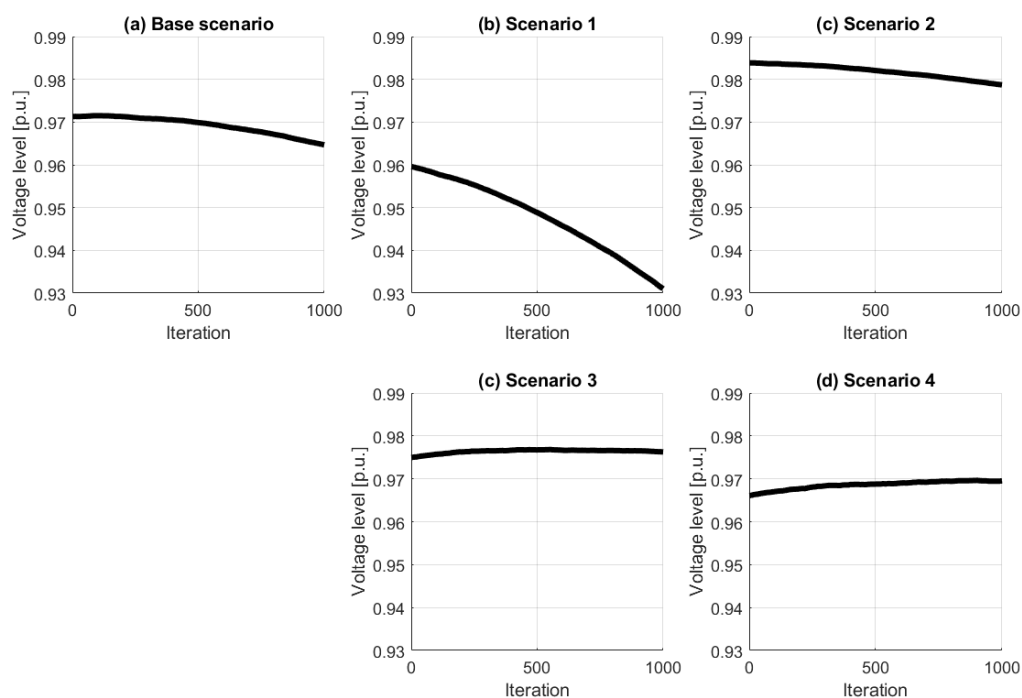 (a) Base scenario
0.99
0.98
0.97
0.96
0.95
0.94
0.93
Voltage level [p.u.]
0 500 1000
Iteration
(b) Scenario 1
0.99
0.98
0.97
0.96
0.95
0.94
0.93
Voltage level [p.u.]
0 500 1000
Iteration
(c) Scenario 2
0.99
0.98
0.97
0.96
0.95
0.94
0.93
Voltage level [p.u.]
0 500 1000
Iteration
(c) Scenario 3
0.99
0.98
0.97
0.96
0.95
0.94
0.93
Voltage level [p.u.]
0 500 1000
Iteration
(d) Scenario 4
0.99
0.98
0.97
0.96
0.95
0.94
0.93
Voltage level [p.u.]
0 500 1000
Iteration